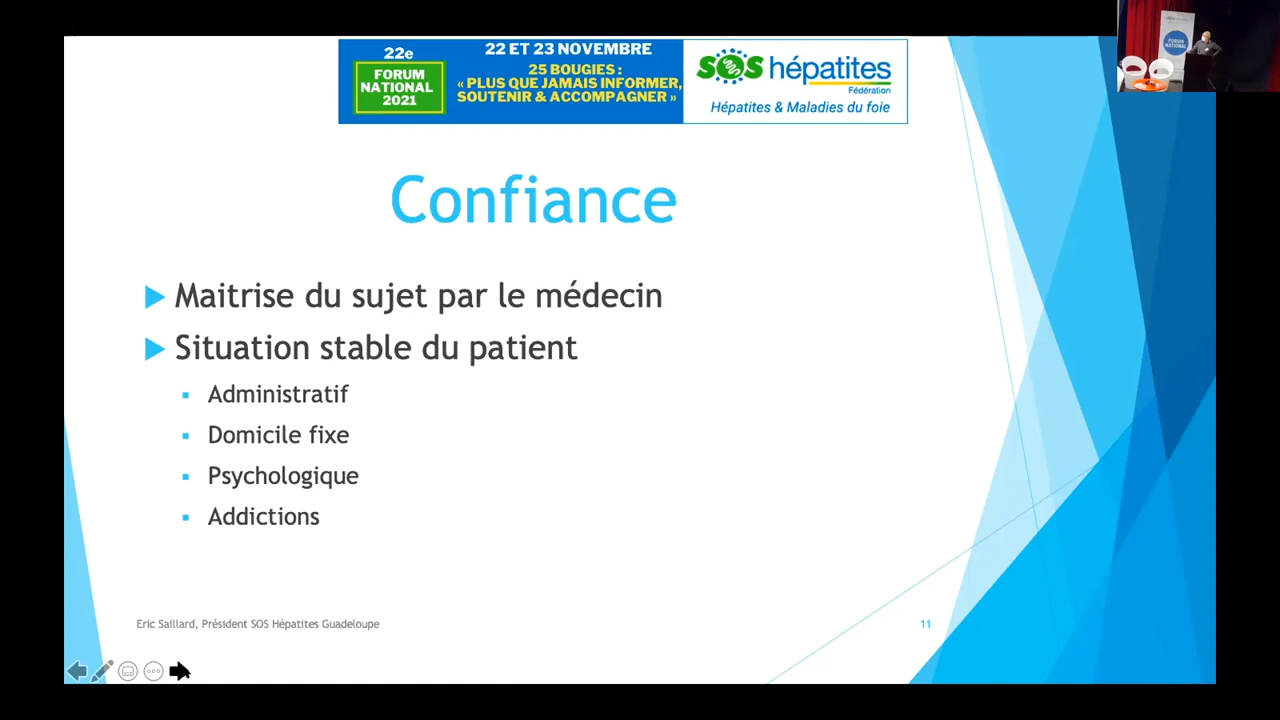 22e
FORUM
NATIONAL
2021
22 ET 23 NOVEMBRE
25 BOUGIES :
« PLUS QUE JAMAIS INFORMER,
SOUTENIR & ACCOMPAGNER »
SOS hépatites
Fédération
Hépatites & Maladies du foie
FORUM
NATIONAL
Confiance
Maitrise du sujet par le médecin
Situation stable du patient
Administratif
Domicile fixe
Psychologique
Addictions
Eric Saillard, Président SOS Hépatites Guadeloupe
11